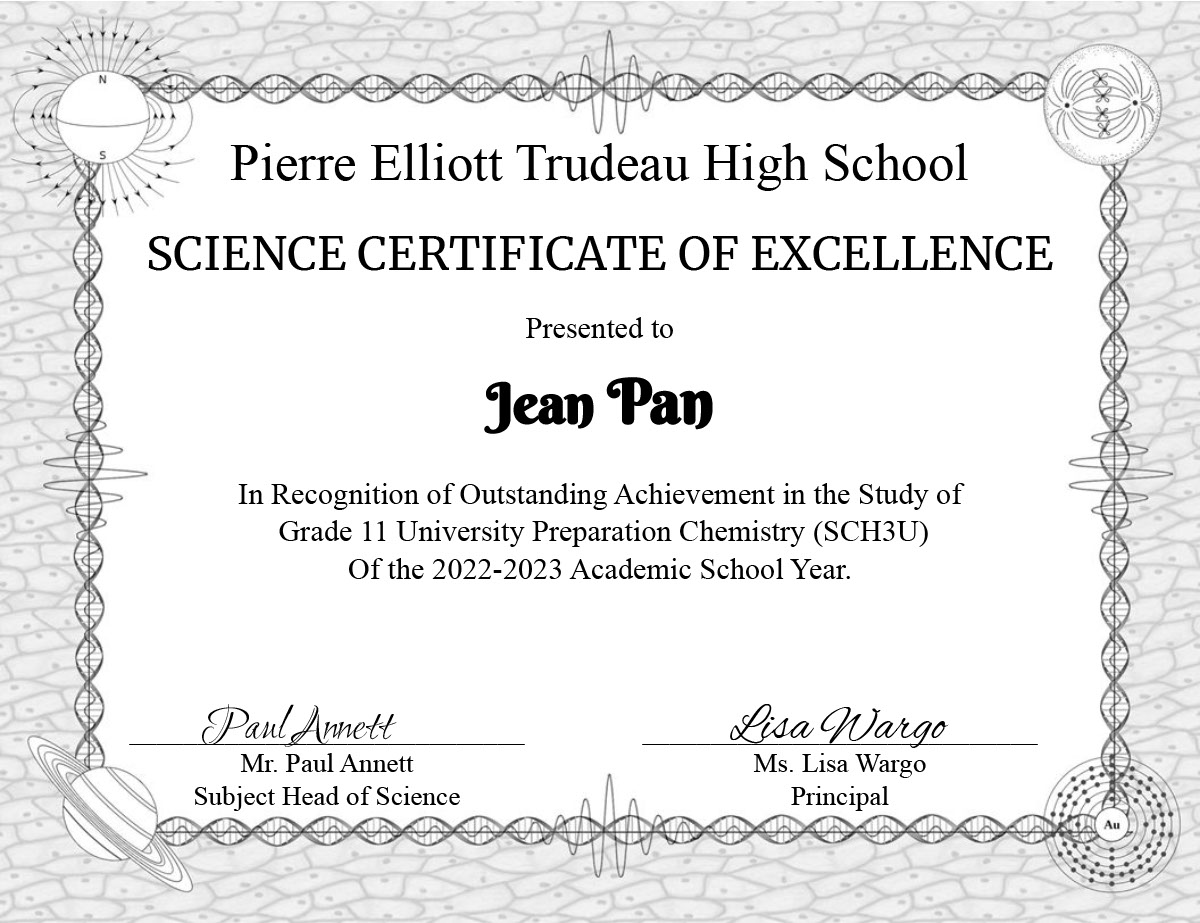 N
S
Pierre Elliott Trudeau High School
SCIENCE CERTIFICATE OF EXCELLENCE
Presented to
Jean Pan
In Recognition of Outstanding Achievement in the Study of
Grade 11 University Preparation Chemistry (SCH3U)
Of the 2022-2023 Academic School Year.
Paul Annett
Mr. Paul Annett
Subject Head of Science
Lisa Wargo
Ms. Lisa Wargo
Principal
Au